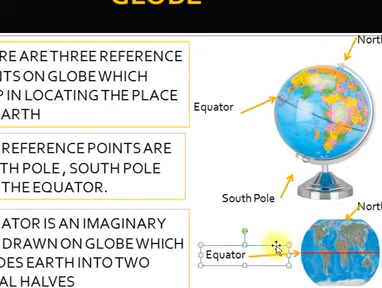 GLOBE
RE ARE THREE REFERENCE
NTS ON GLOBE WHICH
P IN LOCATING THE PLACE
ARTH
REFERENCE POINTS ARE
TH POLE , SOUTH POLE
THE EQUATOR.
ATOR IS AN IMAGINARY
DRAWN ON GLOBE WHICH
DES EARTH INTO TWO
AL HALVES
North
Equator
South Pole
North
Equator